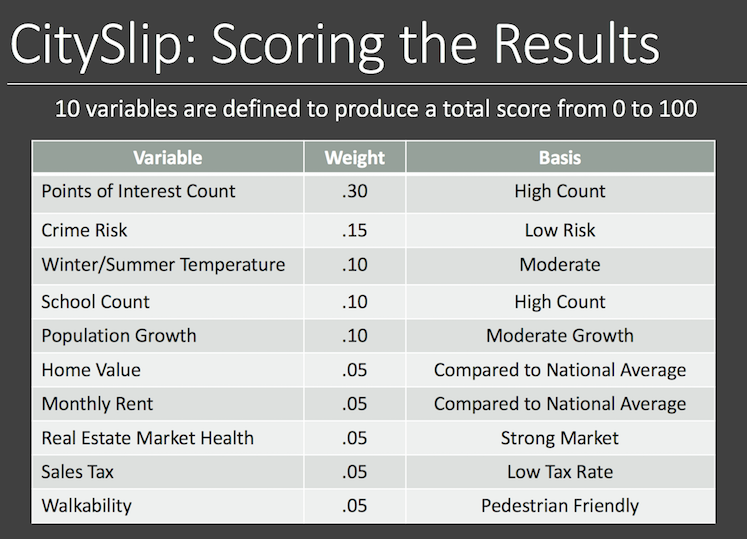 CitySlip: Scoring the Results
10 variables are defined to produce a total score from 0 to 100
Variable Weight Basis
Points of Interest Count .30 High Count
Crime Risk .15 Low Risk
Winter/Summer Temperature .10 Moderate
School Count .10 High Count
Population Growth .10 Moderate Growth
Home Value .05 Compared to National Average
Monthly Rent .05 Compared to National Average
Real Estate Market Health .05 Strong Market
Sales Tax .05 Low Tax Rate
Walkability .05 Pedestrian Friendly